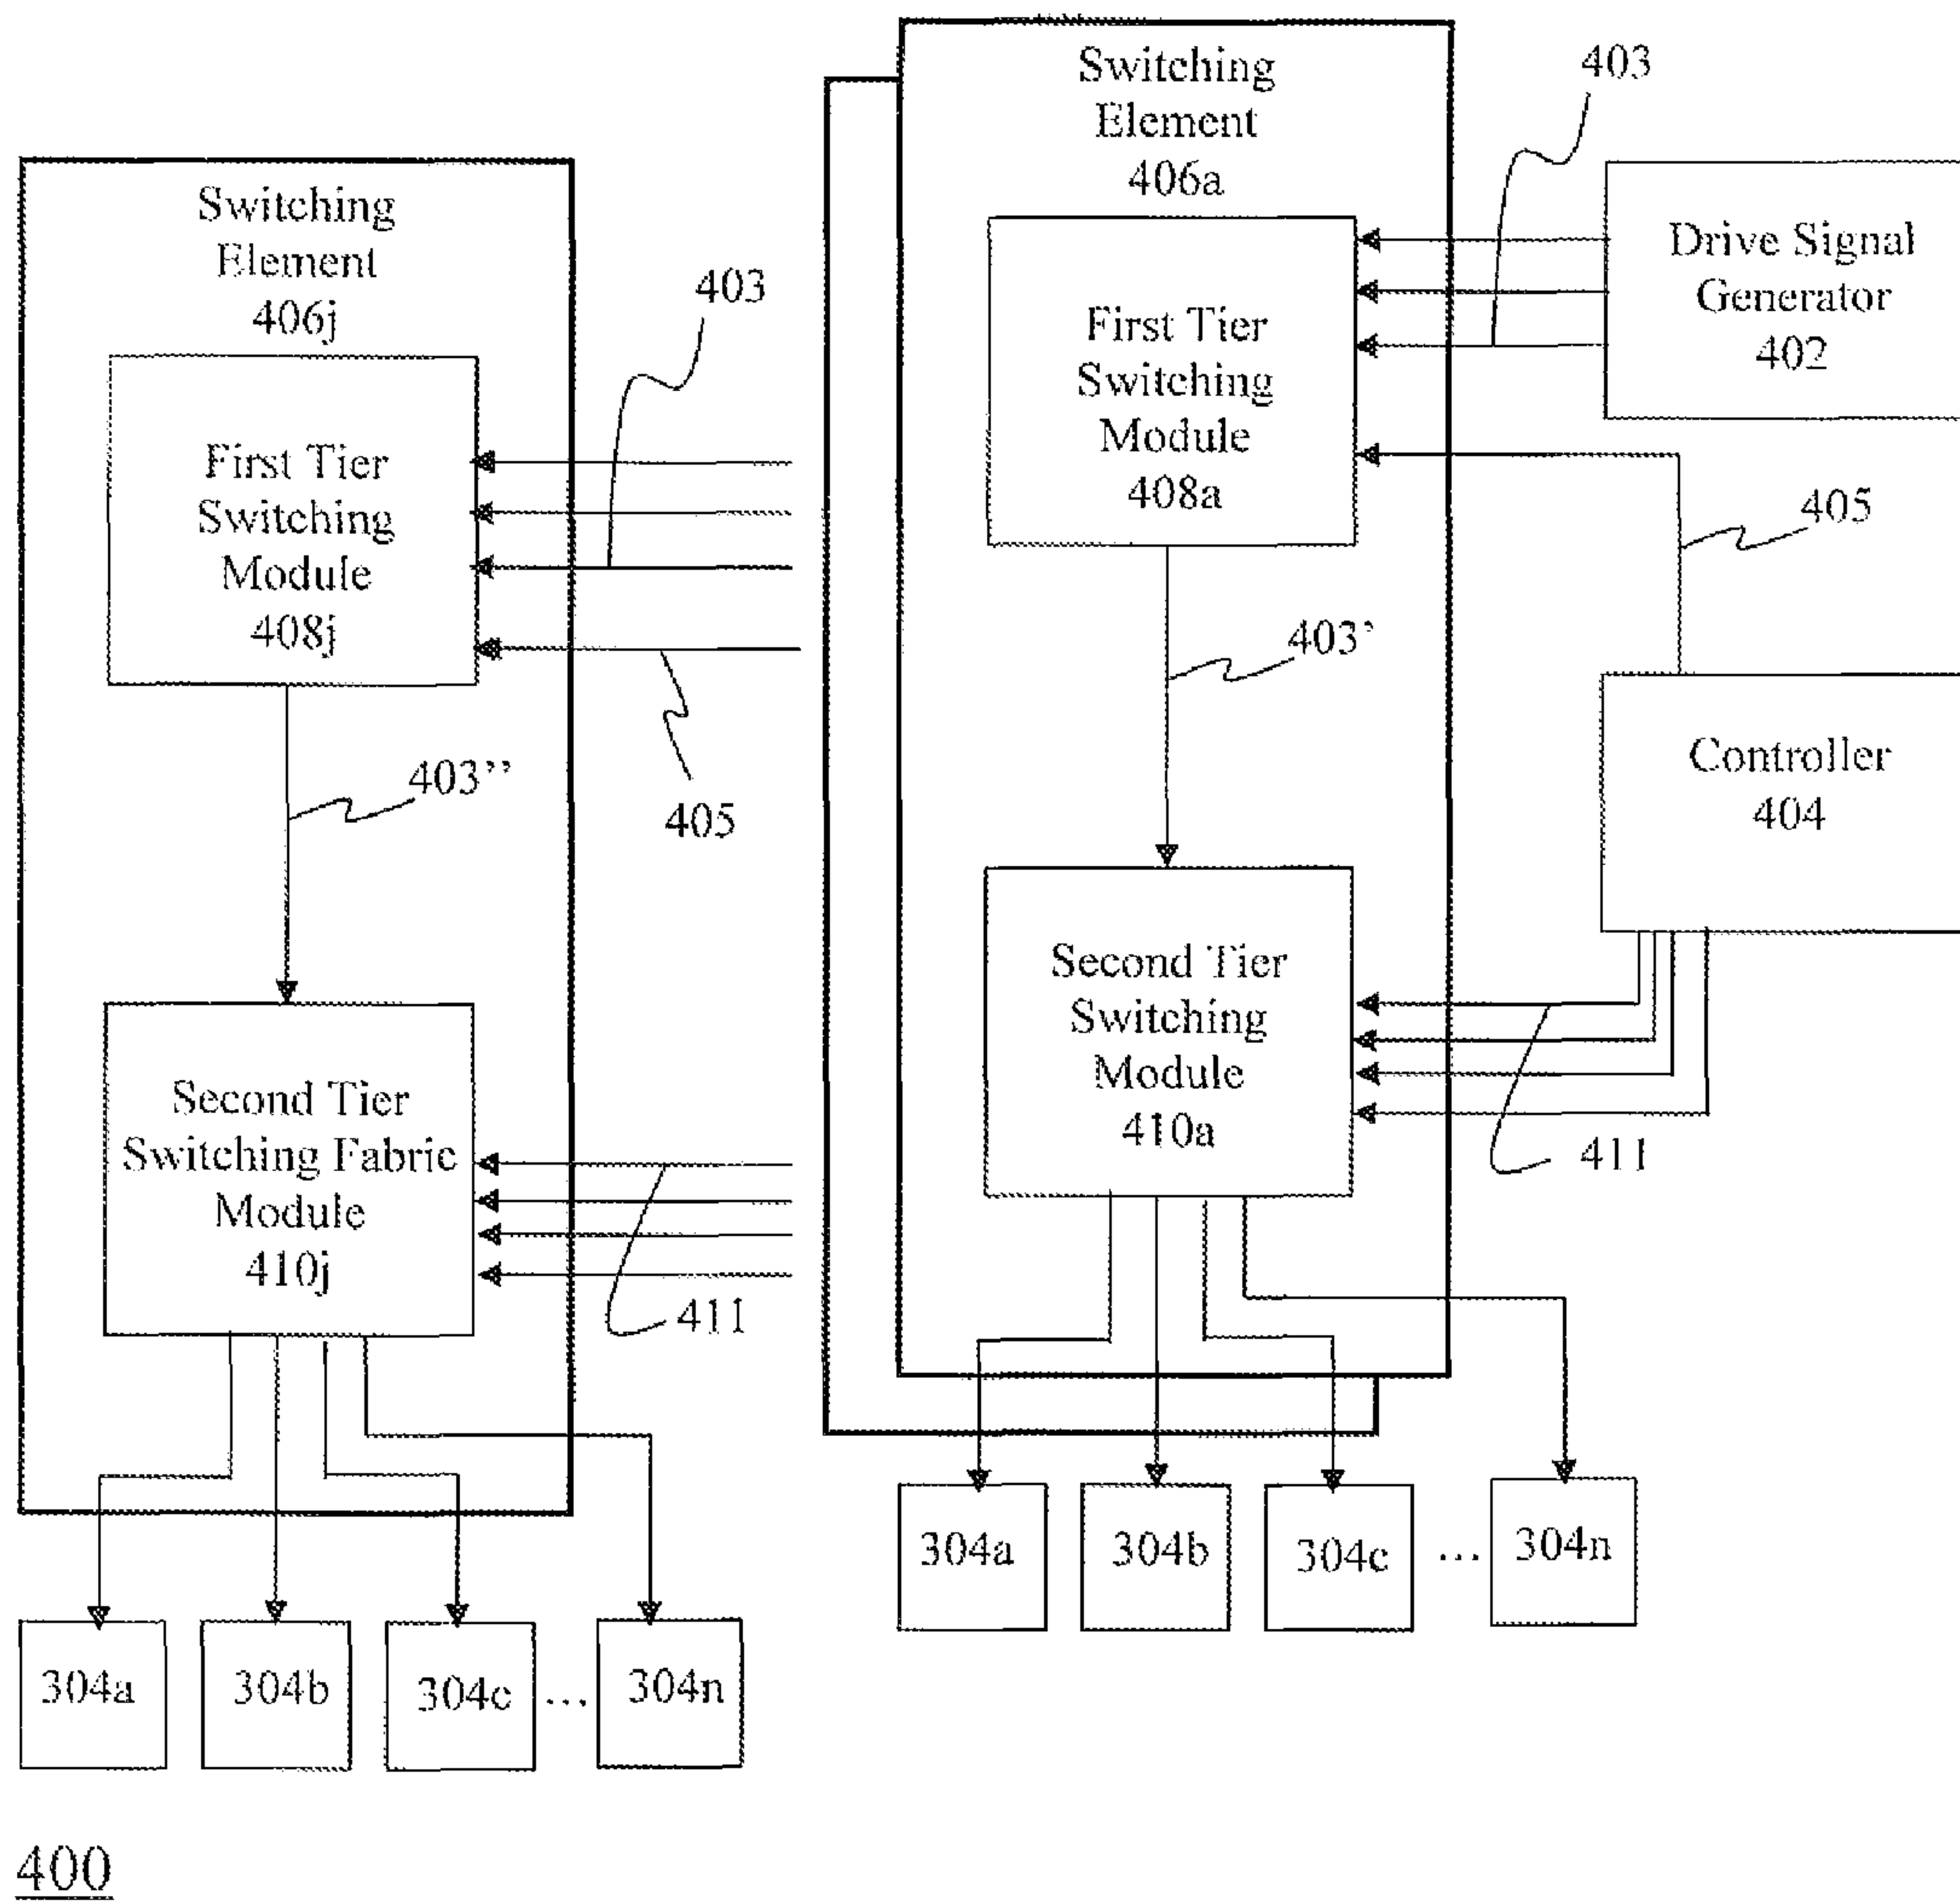 Switching
Element
406a
403
Drive Signal
Generator
402
First Tier
Switching
Module
408a
405
403’
Controller
404
Second Tier
Switching
Module
410a
411
304a
304b
304c
...
304n
Switching
Element
406j
403
First Tier
Switching
Module
408j
405
403’’
Second Tier
Switching Fabric
Module
410j
411
304a
304b
304c
...
304n
400